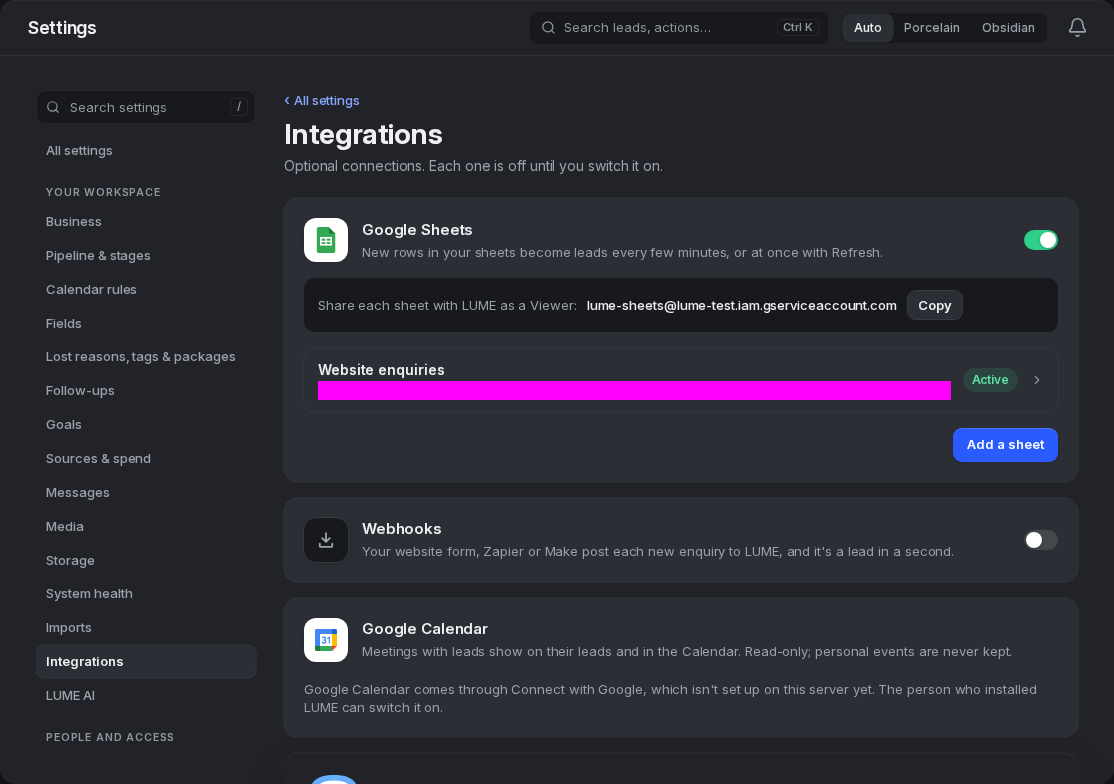 Settings
Search leads, actions...
Ctrl K
Auto
Porcelain
Obsidian
Search settings
/
All settings
YOUR WORKSPACE
Business
Pipeline & stages
Calendar rules
Fields
Lost reasons, tags & packages
Follow-ups
Goals
Sources & spend
Messages
Media
Storage
System health
Imports
Integrations
LUME AI
PEOPLE AND ACCESS
‹ All settings
Integrations
Optional connections. Each one is off until you switch it on.
Google Sheets
New rows in your sheets become leads every few minutes, or at once with Refresh.
Share each sheet with LUME as a Viewer: lume-sheets@lume-test.iam.gserviceaccount.com
Copy
Website enquiries
Active
Add a sheet
Webhooks
Your website form, Zapier or Make post each new enquiry to LUME, and it's a lead in a second.
31
Google Calendar
Meetings with leads show on their leads and in the Calendar. Read-only; personal events are never kept.
Google Calendar comes through Connect with Google, which isn't set up on this server yet. The person who installed
LUME can switch it on.